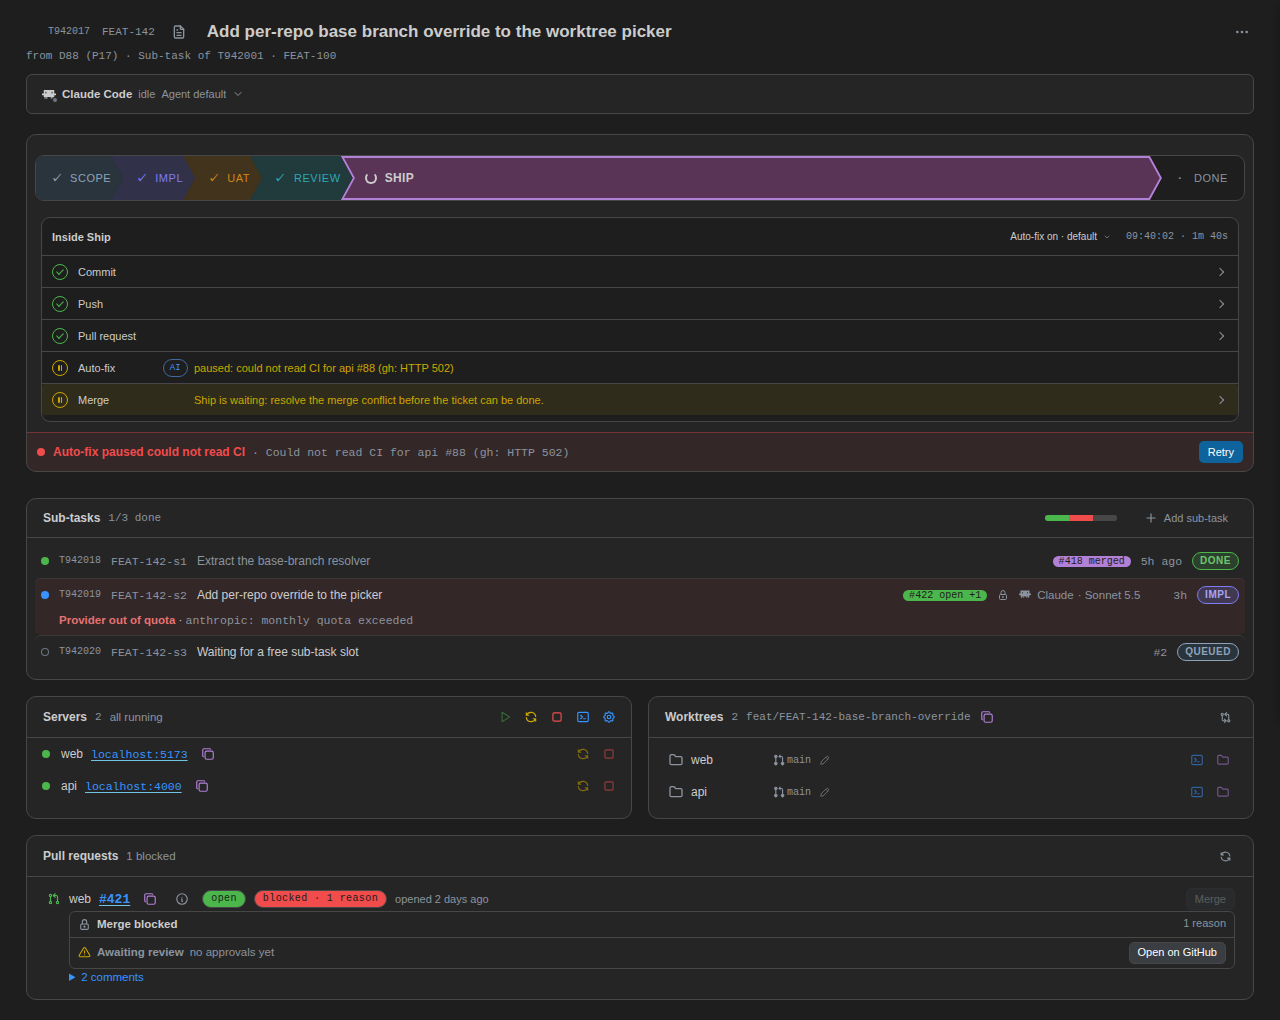 T942017 FEAT-142 Add per-repo base branch override to the worktree picker
from D88 (P17) · Sub-task of T942001 · FEAT-100
Claude Code idle Agent default
SCOPE IMPL UAT REVIEW SHIP DONE
Inside Ship Auto-fix on · default 09:40:02 · 1m 40s
Commit
Push
Pull request
Auto-fix AI paused: could not read CI for api #88 (gh: HTTP 502)
Merge Ship is waiting: resolve the merge conflict before the ticket can be done.
Auto-fix paused could not read CI · Could not read CI for api #88 (gh: HTTP 502) Retry
Sub-tasks 1/3 done Add sub-task
T942018 FEAT-142-s1 Extract the base-branch resolver #418 merged 5h ago DONE
T942019 FEAT-142-s2 Add per-repo override to the picker #422 open +1 Claude · Sonnet 5.5 3h IMPL
Provider out of quota · anthropic: monthly quota exceeded
T942020 FEAT-142-s3 Waiting for a free sub-task slot #2 QUEUED
Servers 2 all running
web localhost:5173
api localhost:4000
Worktrees 2 feat/FEAT-142-base-branch-override
web main
api main
Pull requests 1 blocked
web #421 open blocked · 1 reason opened 2 days ago Merge
Merge blocked 1 reason
Awaiting review no approvals yet Open on GitHub
2 comments